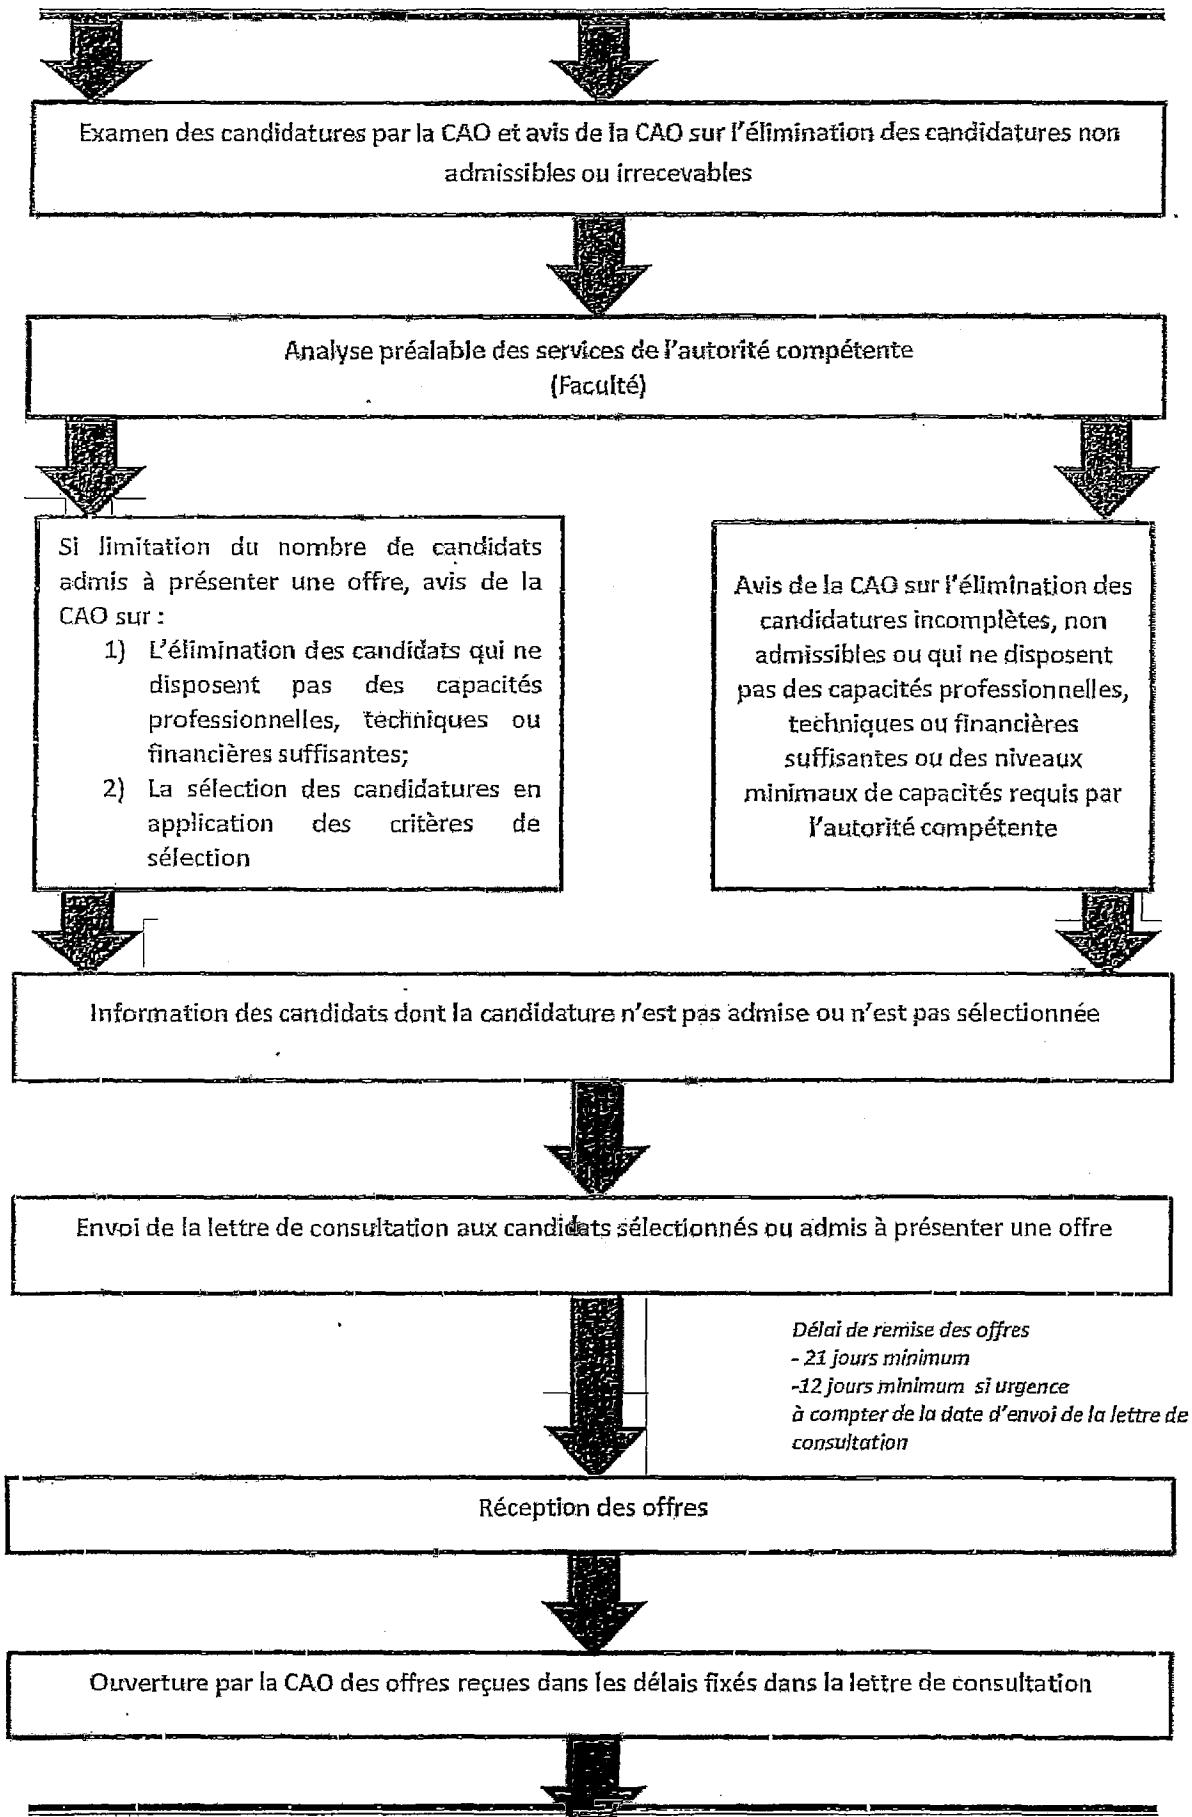 Examen des candidatures par la CAO et avis de la CAO sur l'élimination des candidatures non
admissibles ou irrecevables
Analyse préalable des services de l'autorité compétente
(Faculté)
Si limitation du nombre de candidats
admis à présenter une offre, avis de la
CAO sur :
1) L'élimination des candidats qui ne
disposent pas des capacités
professionnelles, techniques ou
financières suffisantes;
2) La sélection des candidatures en
application des critères de
sélection
Avis de la CAO sur l'élimination des
candidatures incomplètes, non
admissibles ou qui ne disposent
pas des capacités professionnelles,
techniques ou financières
suffisantes ou des niveaux
minimaux de capacités requis par
l'autorité compétente
Information des candidats dont la candidature n'est pas admise ou n'est pas sélectionnée
Envoi de la lettre de consultation aux candidats sélectionnés ou admis à présenter une offre
Délai de remise des offres
- 21 jours minimum
-12 jours minimum si urgence
à compter de la date d'envoi de la lettre de
consultation
Réception des offres
Ouverture par la CAO des offres reçues dans les délais fixés dans la lettre de consultation